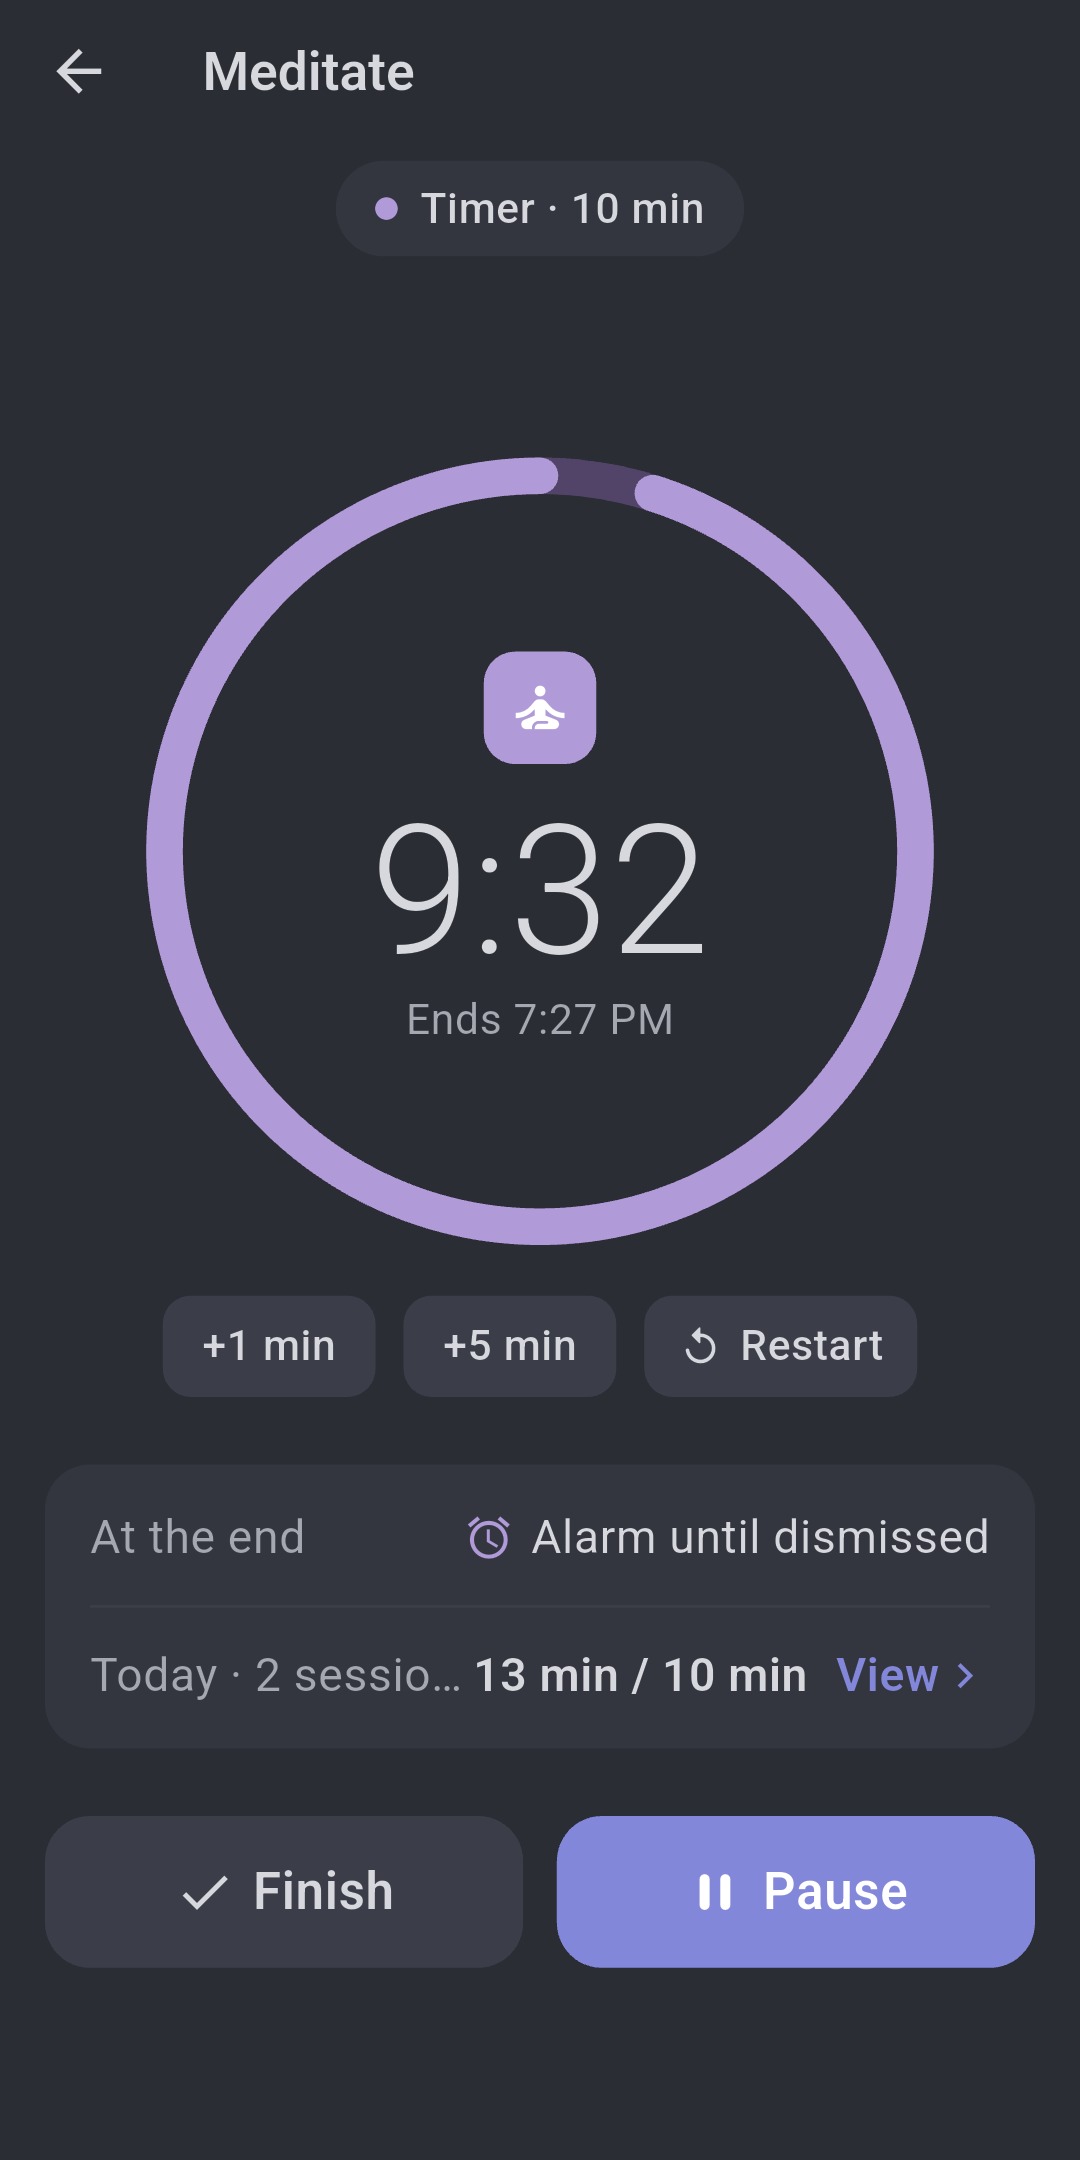 Meditate
Timer · 10 min
9:32
Ends 7:27 PM
+1 min +5 min Restart
At the end Alarm until dismissed
Today · 2 sessio… 13 min / 10 min View
Finish Pause